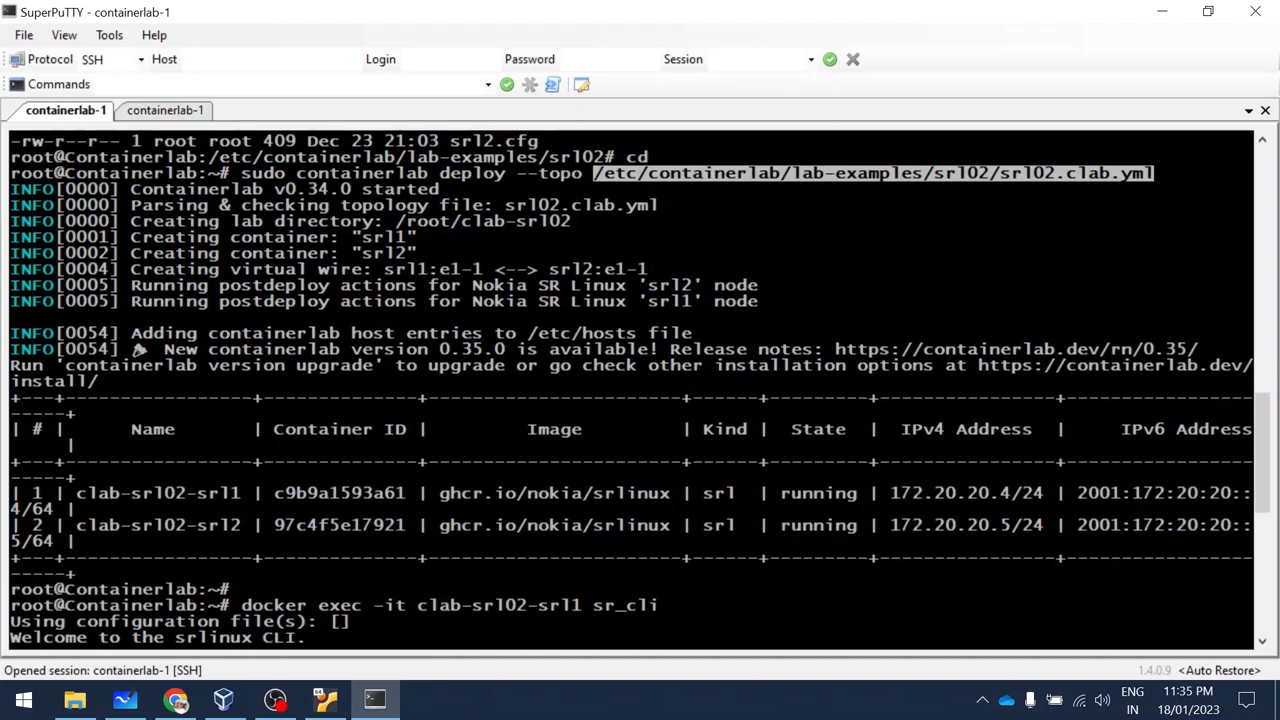 SuperPuTTY - containerlab-1
File View Tools Help
Protocol SSH Host Login Password Session
Commands
containerlab-1 containerlab-1
-rw-r--r-- 1 root root 409 Dec 23 21:03 srl2.cfg
root@Containerlab:/etc/containerlab/lab-examples/srl02# cd
root@Containerlab:~# sudo containerlab deploy --topo /etc/containerlab/lab-examples/srl02/srl02.clab.yml
INFO[0000] Containerlab v0.34.0 started
INFO[0000] Parsing & checking topology file: srl02.clab.yml
INFO[0000] Creating lab directory: /root/clab-srl02
INFO[0001] Creating container: "srl1"
INFO[0002] Creating container: "srl2"
INFO[0004] Creating virtual wire: srl1:e1-1 <--> srl2:e1-1
INFO[0005] Running postdeploy actions for Nokia SR Linux 'srl2' node
INFO[0005] Running postdeploy actions for Nokia SR Linux 'srl1' node
INFO[0054] Adding containerlab host entries to /etc/hosts file
INFO[0054] 🎉 New containerlab version 0.35.0 is available! Release notes: https://containerlab.dev/rn/0.35/
Run 'containerlab version upgrade' to upgrade or go check other installation options at https://containerlab.dev/
install/
+---+-----------------+--------------+-----------------------+------+---------+----------------+-----------------
-----+
| # | Name | Container ID | Image | Kind | State | IPv4 Address | IPv6 Address
|
+---+-----------------+--------------+-----------------------+------+---------+----------------+-----------------
-----+
| 1 | clab-srl02-srl1 | c9b9a1593a61 | ghcr.io/nokia/srlinux | srl | running | 172.20.20.4/24 | 2001:172:20:20::
4/64 |
| 2 | clab-srl02-srl2 | 97c4f5e17921 | ghcr.io/nokia/srlinux | srl | running | 172.20.20.5/24 | 2001:172:20:20::
5/64 |
+---+-----------------+--------------+-----------------------+------+---------+----------------+-----------------
-----+
root@Containerlab:~#
root@Containerlab:~# docker exec -it clab-srl02-srl1 sr_cli
Using configuration file(s): []
Welcome to the srlinux CLI.
Opened session: containerlab-1 [SSH] 1.4.0.9 <Auto Restore>
ENG 11:35 PM
IN 18/01/2023